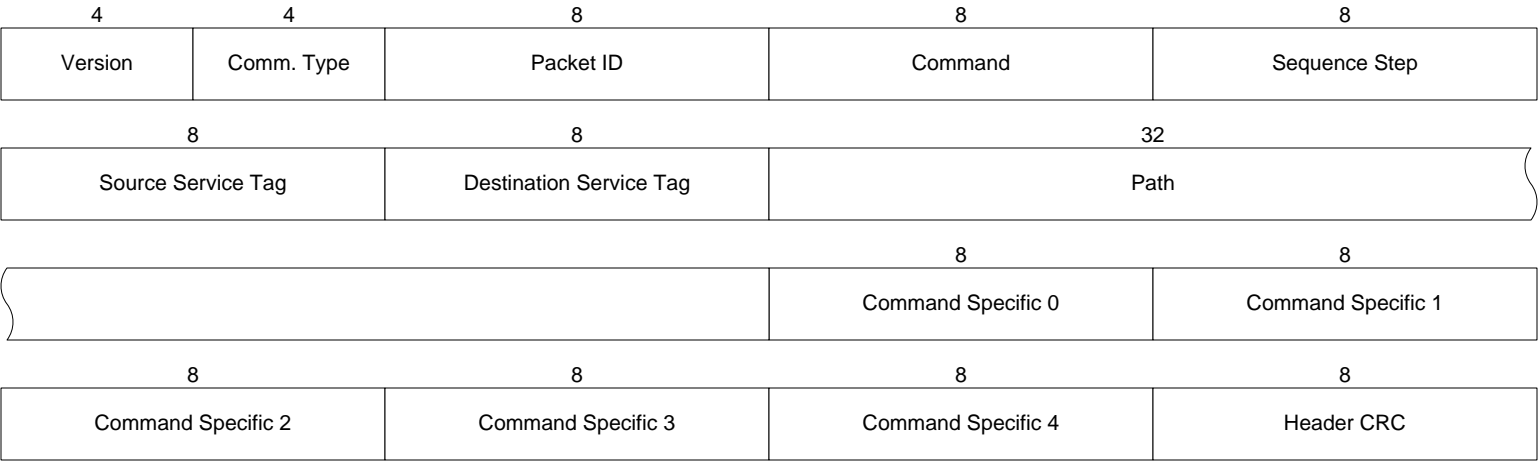 4 4 8 8 8
Version Comm. Type Packet ID Command Sequence Step
8 8 32
Source Service Tag Destination Service Tag Path
8 8
Command Specific 0 Command Specific 1
8 8 8 8
Command Specific 2 Command Specific 3 Command Specific 4 Header CRC